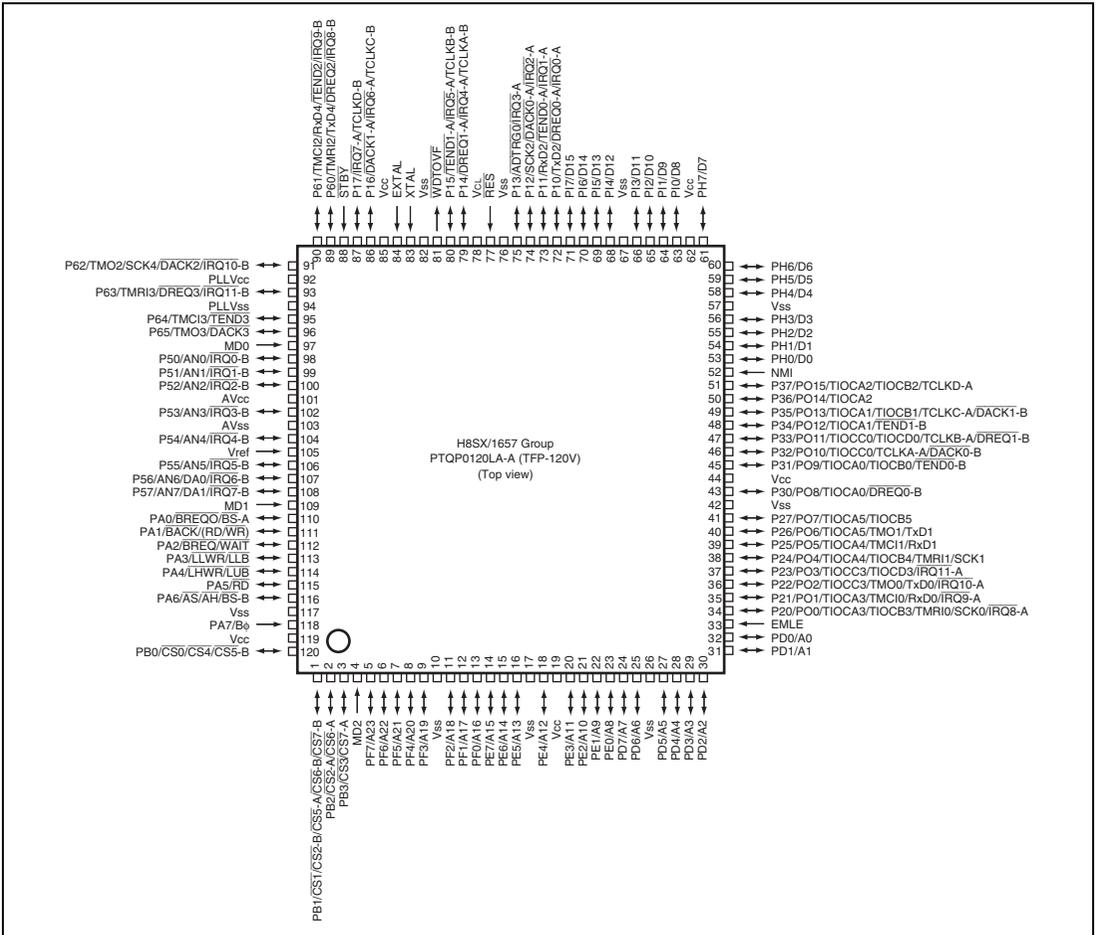 P61/TMCI2/RxD4/TEND2/IRQ9-B
P60/TMRI2/TxD4/DREQ2/IRQ8-B
STBY
P17/IRQ7-A/TCLKD-B
P16/DACK1-A/IRQ6-A/TCLKC-B
Vcc
EXTAL
XTAL
Vss
WDTOVF
P15/TEND1-A/IRQ5-A/TCLKB-B
P14/DREQ1-A/IRQ4-A/TCLKA-B
VCL
RES
Vss
P13/ADTRG0/IRQ3-A
P12/SCK2/DACK0-A/IRQ2-A
P11/RxD2/TEND0-A/IRQ1-A
P10/TxD2/DREQ0-A/IRQ0-A
PI7/D15
PI6/D14
PI5/D13
PI4/D12
Vss
PI3/D11
PI2/D10
PI1/D9
PI0/D8
Vcc
PH7/D7
90 89 88 87 86 85 84 83 82 81 80 79 78 77 76 75 74 73 72 71 70 69 68 67 66 65 64 63 62 61
P62/TMO2/SCK4/DACK2/IRQ10-B 91
PLLVcc 92
P63/TMRI3/DREQ3/IRQ11-B 93
PLLVss 94
P64/TMCI3/TEND3 95
P65/TMO3/DACK3 96
MD0 97
P50/AN0/IRQ0-B 98
P51/AN1/IRQ1-B 99
P52/AN2/IRQ2-B 100
AVcc 101
P53/AN3/IRQ3-B 102
AVss 103
P54/AN4/IRQ4-B 104
Vref 105
P55/AN5/IRQ5-B 106
P56/AN6/DA0/IRQ6-B 107
P57/AN7/DA1/IRQ7-B 108
MD1 109
PA0/BREQO/BS-A 110
PA1/BACK/(RD/WR) 111
PA2/BREQ/WAIT 112
PA3/LLWR/LLB 113
PA4/LHWR/LUB 114
PA5/RD 115
PA6/AS/AH/BS-B 116
Vss 117
PA7/Bφ 118
Vcc 119
PB0/CS0/CS4/CS5-B 120
H8SX/1657 Group
PTQP0120LA-A (TFP-120V)
(Top view)
60 PH6/D6
59 PH5/D5
58 PH4/D4
57 Vss
56 PH3/D3
55 PH2/D2
54 PH1/D1
53 PH0/D0
52 NMI
51 P37/PO15/TIOCA2/TIOCB2/TCLKD-A
50 P36/PO14/TIOCA2
49 P35/PO13/TIOCA1/TIOCB1/TCLKC-A/DACK1-B
48 P34/PO12/TIOCA1/TEND1-B
47 P33/PO11/TIOCC0/TIOCD0/TCLKB-A/DREQ1-B
46 P32/PO10/TIOCC0/TCLKA-A/DACK0-B
45 P31/PO9/TIOCA0/TIOCB0/TEND0-B
44 Vcc
43 P30/PO8/TIOCA0/DREQ0-B
42 Vss
41 P27/PO7/TIOCA5/TIOCB5
40 P26/PO6/TIOCA5/TMO1/TxD1
39 P25/PO5/TIOCA4/TMCI1/RxD1
38 P24/PO4/TIOCA4/TIOCB4/TMRI1/SCK1
37 P23/PO3/TIOCC3/TIOCD3/IRQ11-A
36 P22/PO2/TIOCC3/TMO0/TxD0/IRQ10-A
35 P21/PO1/TIOCA3/TMCI0/RxD0/IRQ9-A
34 P20/PO0/TIOCA3/TIOCB3/TMRI0/SCK0/IRQ8-A
33 EMLE
32 PD0/A0
31 PD1/A1
1 2 3 4 5 6 7 8 9 10 11 12 13 14 15 16 17 18 19 20 21 22 23 24 25 26 27 28 29 30
PB1/CS1/CS2-B/CS5-A/CS6-B/CS7-B
PB2/CS2-A/CS6-A
PB3/CS3/CS7-A
MD2
PF7/A23
PF6/A22
PF5/A21
PF4/A20
PF3/A19
Vss
PF2/A18
PF1/A17
PF0/A16
PE7/A15
PE6/A14
PE5/A13
Vss
PE4/A12
Vcc
PE3/A11
PE2/A10
PE1/A9
PE0/A8
PD7/A7
PD6/A6
Vss
PD5/A5
PD4/A4
PD3/A3
PD2/A2